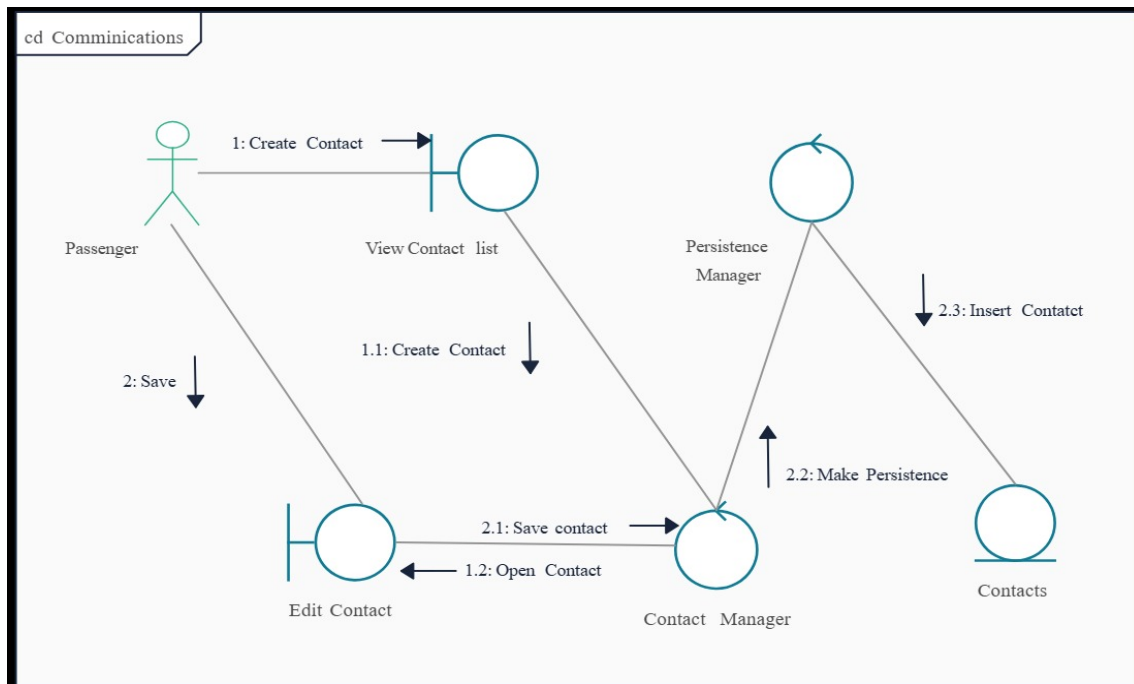 cd Comminications
1: Create Contact
Passenger
View Contact list
Persistence
Manager
2.3: Insert Contatct
1.1: Create Contact
2: Save
2.2: Make Persistence
2.1: Save contact
1.2: Open Contact
Contacts
Edit Contact
Contact Manager